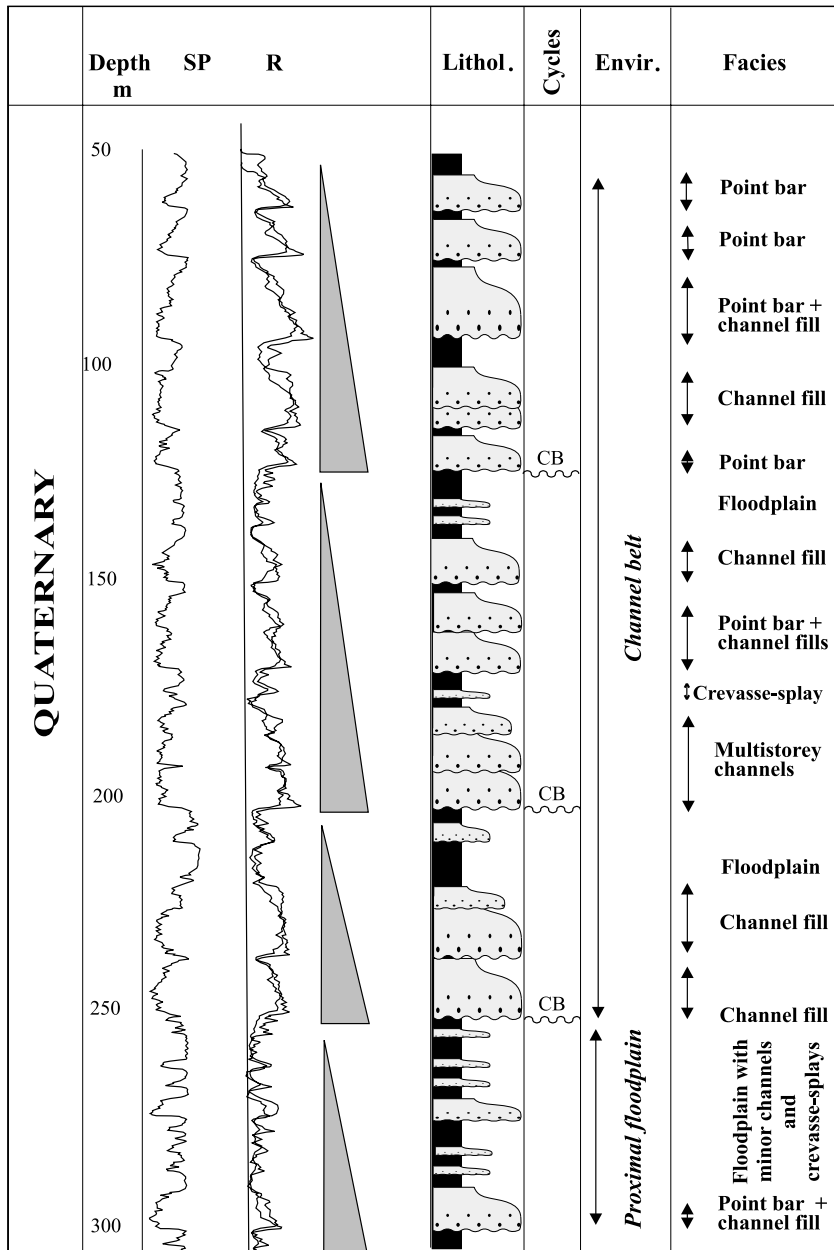 Depth
m
SP
R
Lithol.
Cycles
Envir.
Facies
QUATERNARY
50
100
150
200
250
300
CB
CB
CB
Channel belt
Proximal floodplain
Point bar
Point bar
Point bar +
channel fill
Channel fill
Point bar
Floodplain
Channel fill
Point bar +
channel fills
Crevasse-splay
Multistorey
channels
Floodplain
Channel fill
Channel fill
Floodplain with
minor channels
and
crevasse-splays
Point bar +
channel fill